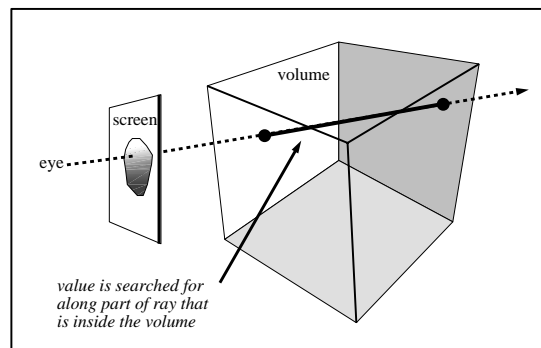 volume
screen
eye
value is searched for
along part of ray that
is inside the volume